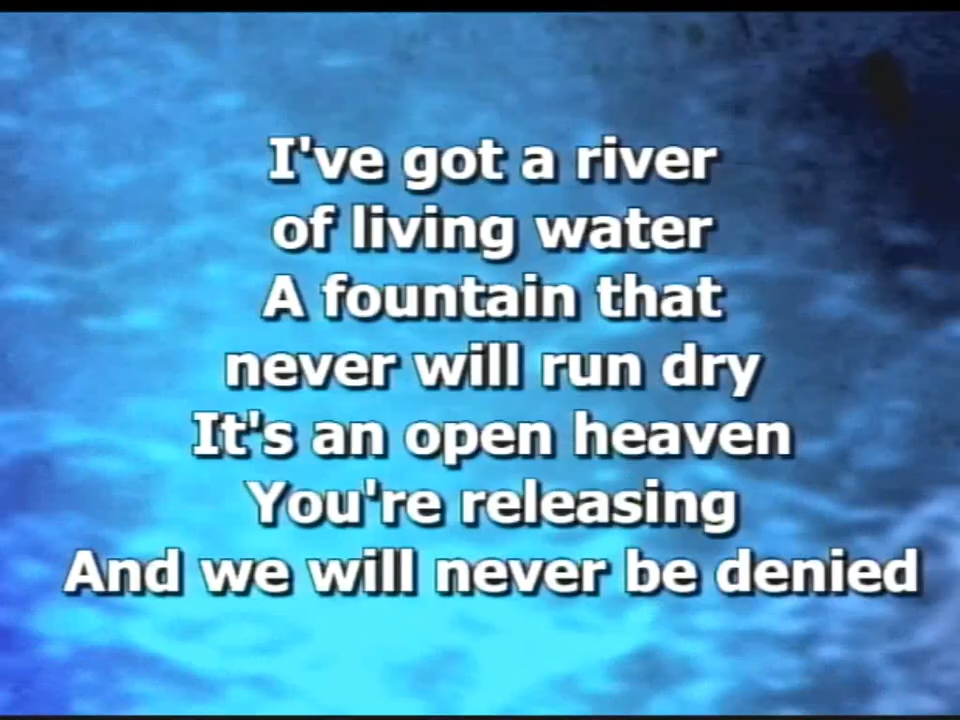 I've got a river
of living water
A fountain that
never will run dry
It's an open heaven
You're releasing
And we will never be denied